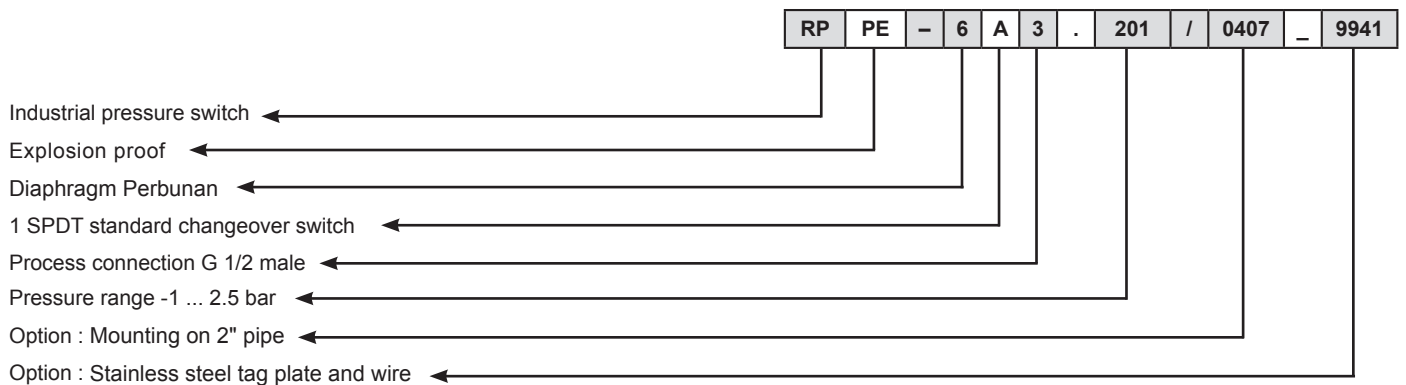 RP PE – 6 A 3 . 201 / 0407 _ 9941
Industrial pressure switch
Explosion proof
Diaphragm Perbunan
1 SPDT standard changeover switch
Process connection G 1/2 male
Pressure range -1 ... 2.5 bar
Option : Mounting on 2" pipe
Option : Stainless steel tag plate and wire